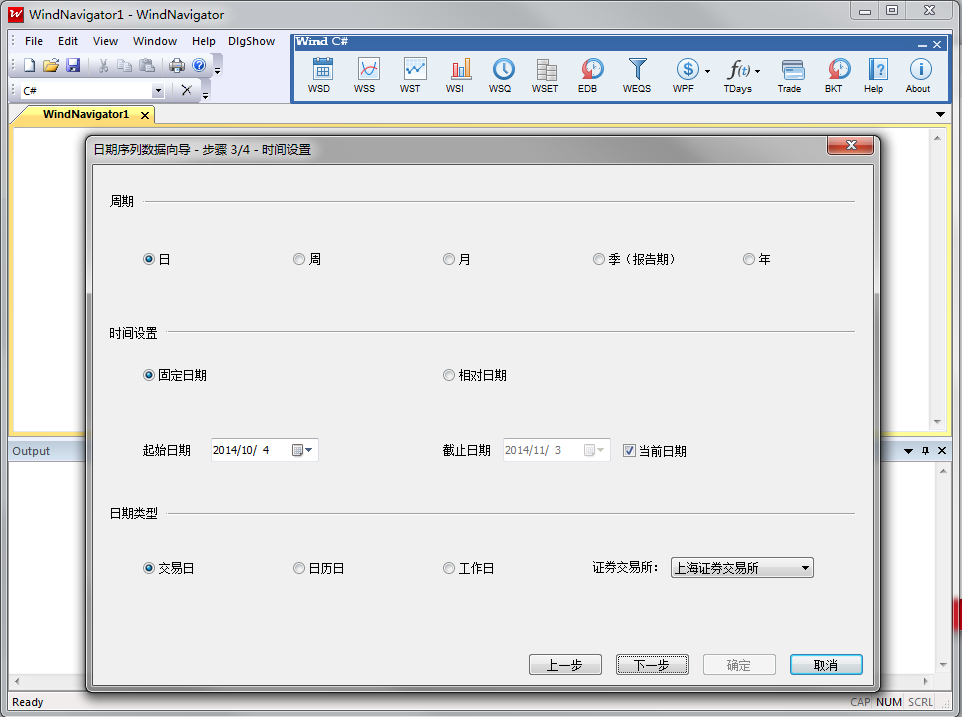 WindNavigator1 - WindNavigator
File Edit View Window Help DlgShow
Wind C#
C#
WSD WSS WST WSI WSQ WSET EDB WEQS WPF TDays Trade BKT Help About
$ f(t)
WindNavigator1
日期序列数据向导 - 步骤 3/4 - 时间设置
周期
日 周 月 季（报告期） 年
时间设置
固定日期 相对日期
起始日期 2014/10/ 4 截止日期 2014/11/ 3 当前日期
Output
日期类型
交易日 日历日 工作日 证券交易所： 上海证券交易所
上一步 下一步 确定 取消
Ready CAP NUM SCRL